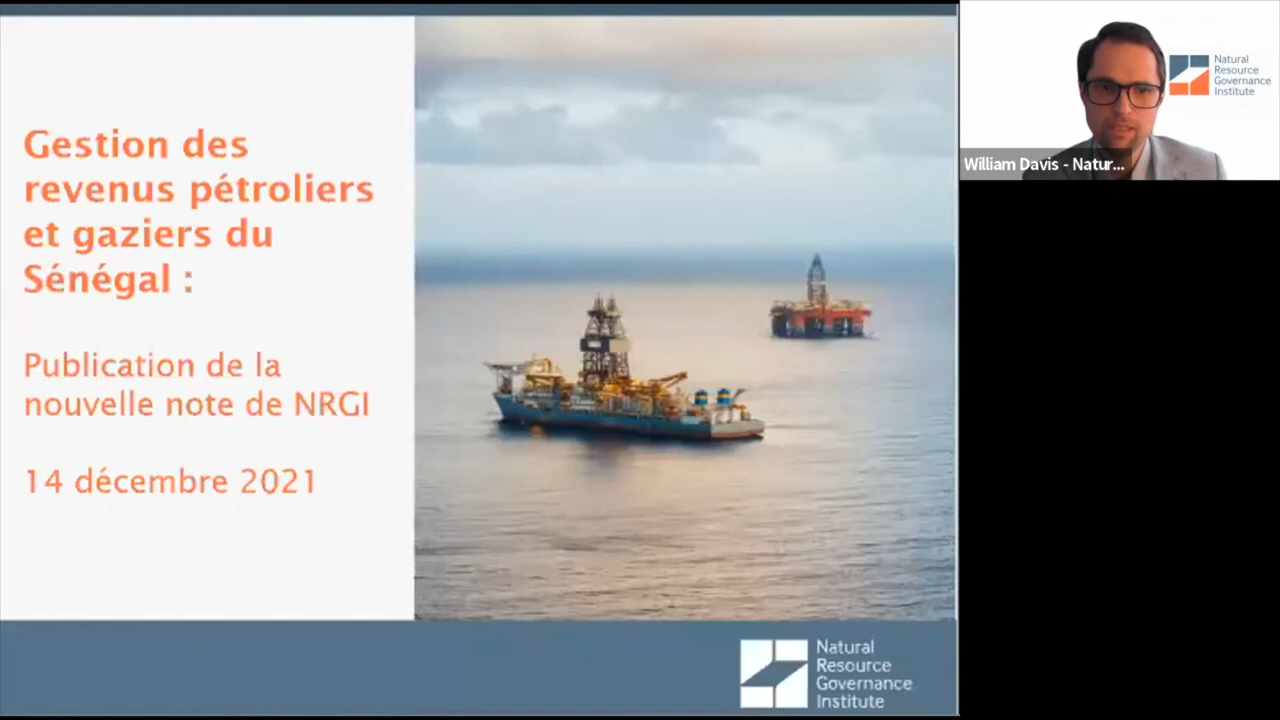 Gestion des
revenus pétroliers
et gaziers du
Sénégal :
Publication de la
nouvelle note de NRGI
14 décembre 2021
Natural
Resource
Governance
Institute
Natural
Resource
Governance
Institute
William Davis - Natur...